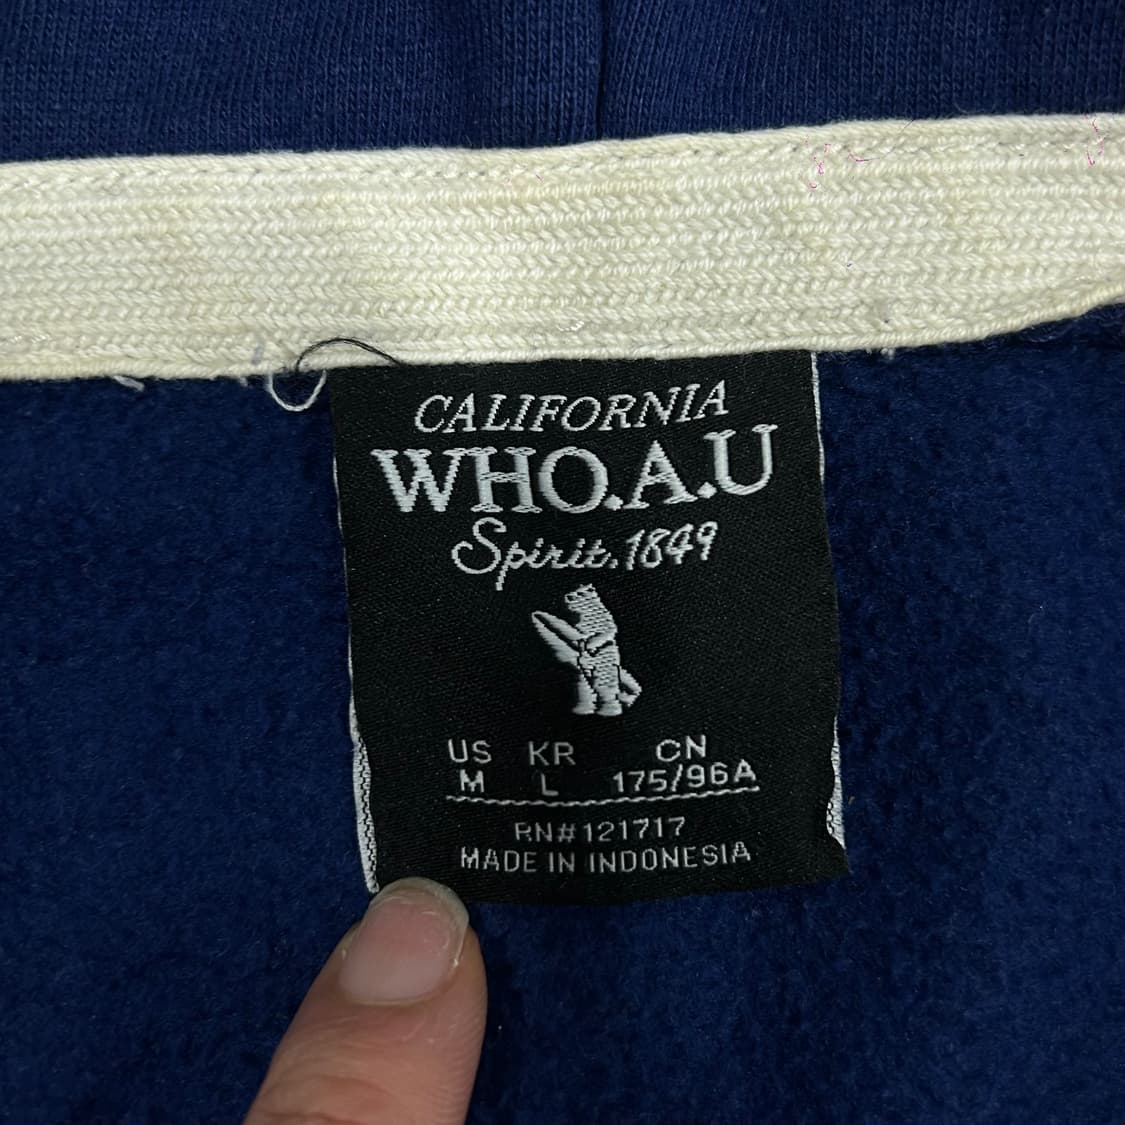 CALIFORNIA
WHO.A.U
Spirit.1849
US KR CN
M L 175/96A
RN#121717
MADE IN INDONESIA